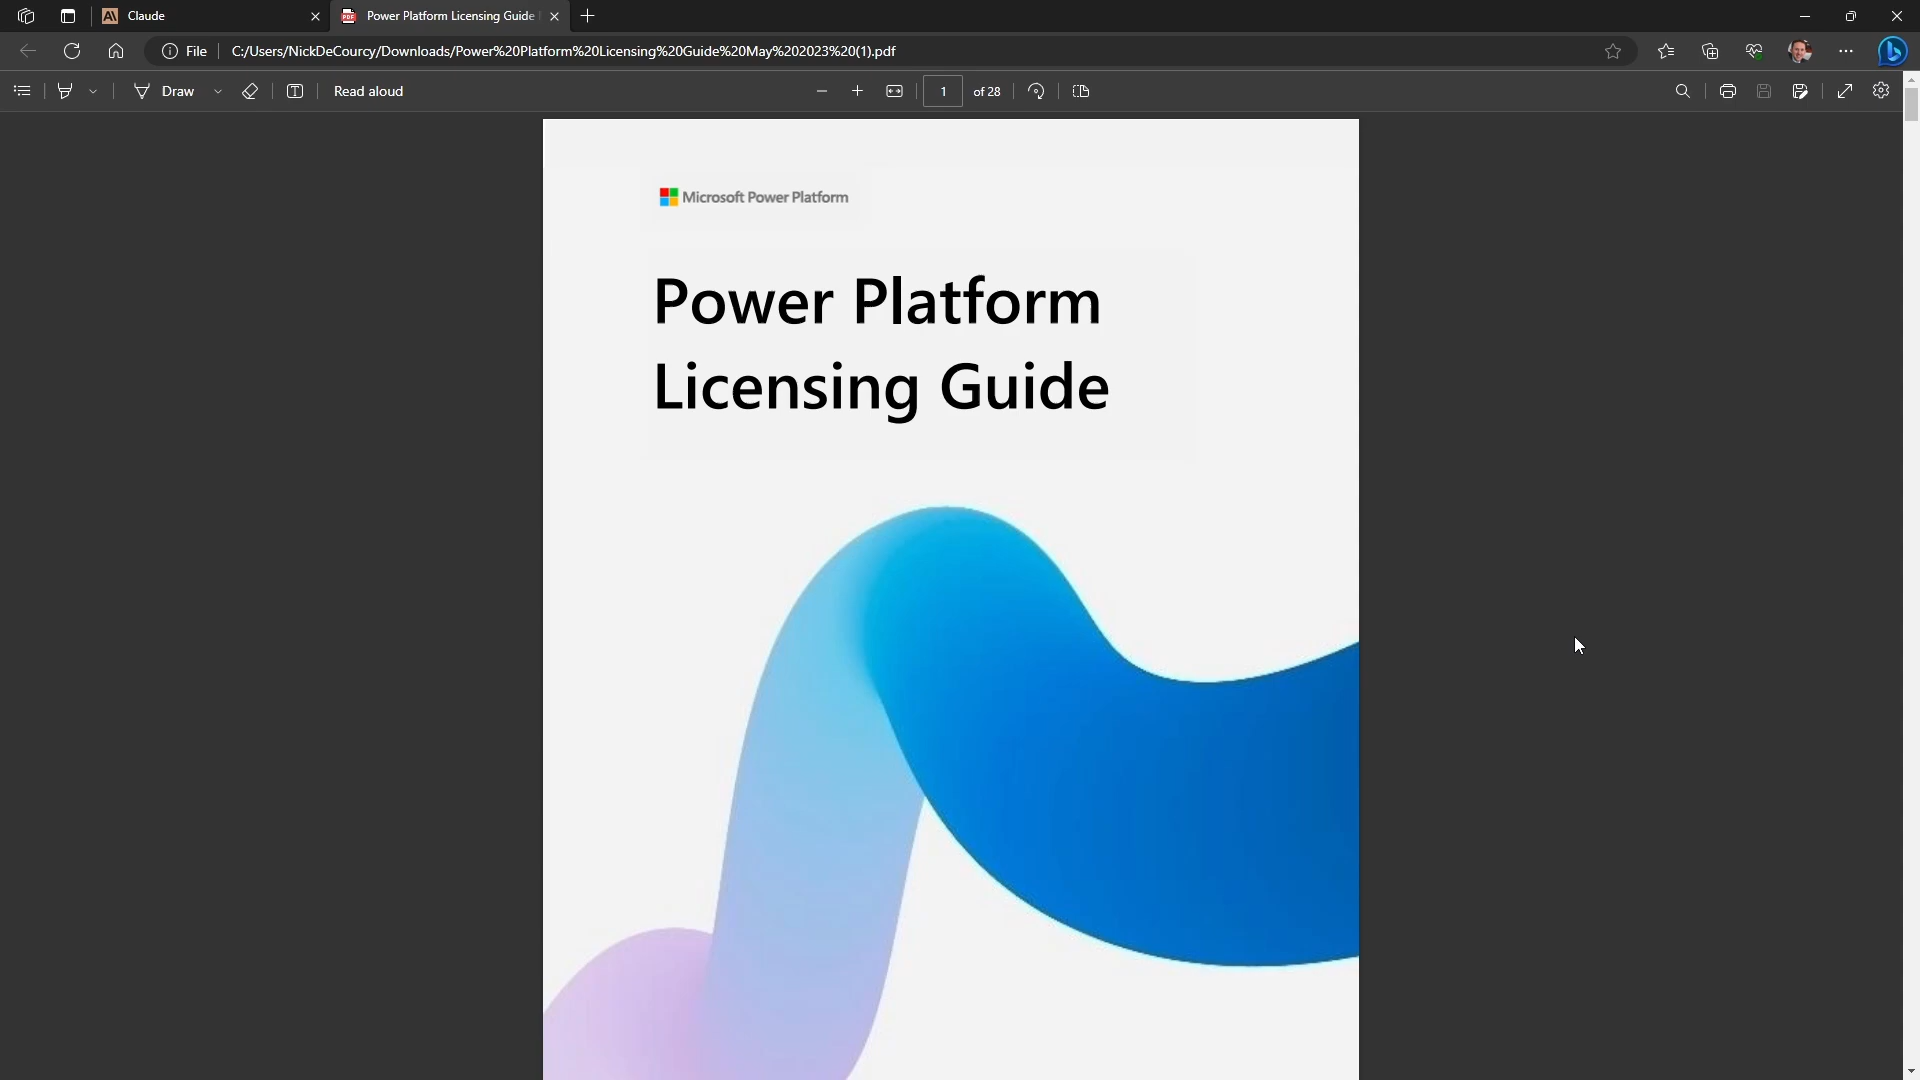 Claude
Power Platform Licensing Guide
File
C:/Users/NickDeCourcy/Downloads/Power%20Platform%20Licensing%20Guide%20May%202023%20(1).pdf
Draw
Read aloud
1
of 28
Microsoft Power Platform
Power Platform
Licensing Guide